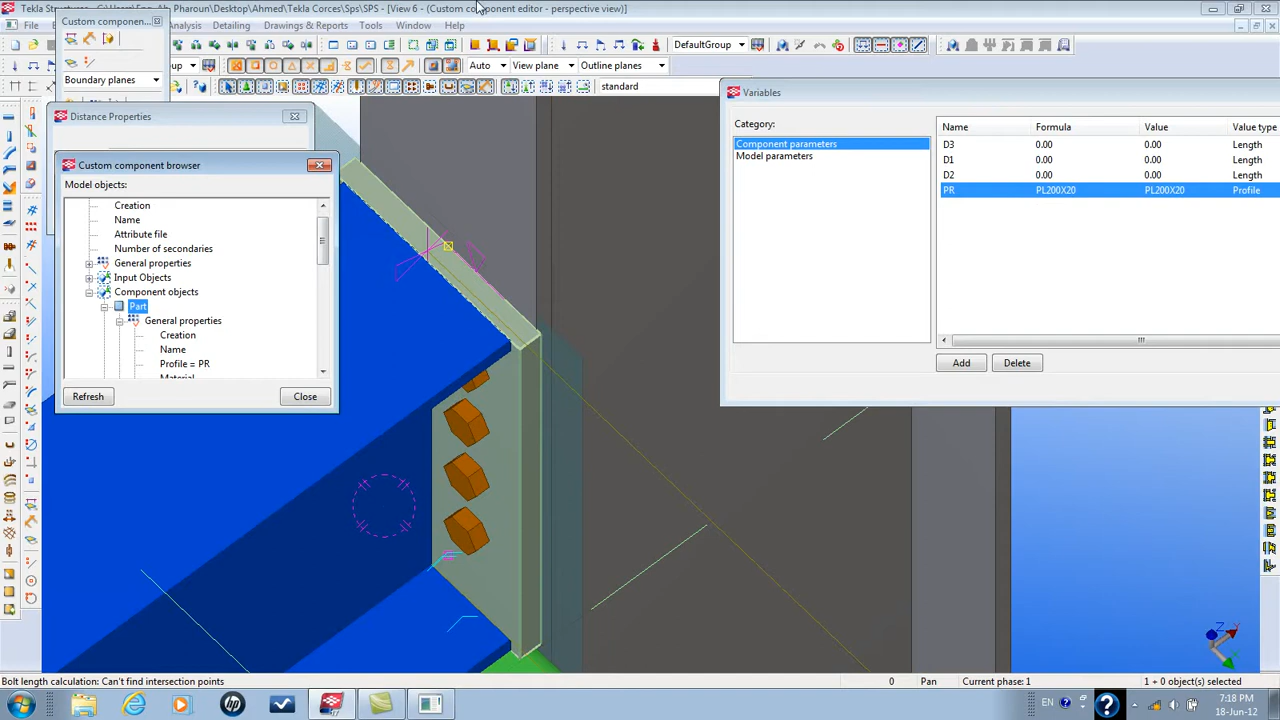 Tekla Structures - C:\Users\Eng. Ab Pharoun\Desktop\Ahmed\Tekla Corces\Sps\SPS - [View 6 - (Custom component editor - perspective view)]
File
Analysis Detailing Drawings & Reports Tools Window Help
Custom componen...
DefaultGroup
Boundary planes
Auto View plane Outline planes
standard
Distance Properties
Custom component browser
Model objects:
Creation
Name
Attribute file
Number of secondaries
General properties
Input Objects
Component objects
Part
General properties
Creation
Name
Profile = PR
Material
Refresh Close
Variables
Category:
Component parameters
Model parameters
Name Formula Value Value type
D3 0.00 0.00 Length
D1 0.00 0.00 Length
D2 0.00 0.00 Length
PR PL200X20 PL200X20 Profile
Add Delete
Z
Bolt length calculation: Can't find intersection points 0 Pan Current phase: 1 1 + 0 object(s) selected
EN 7:18 PM
18-Jun-12